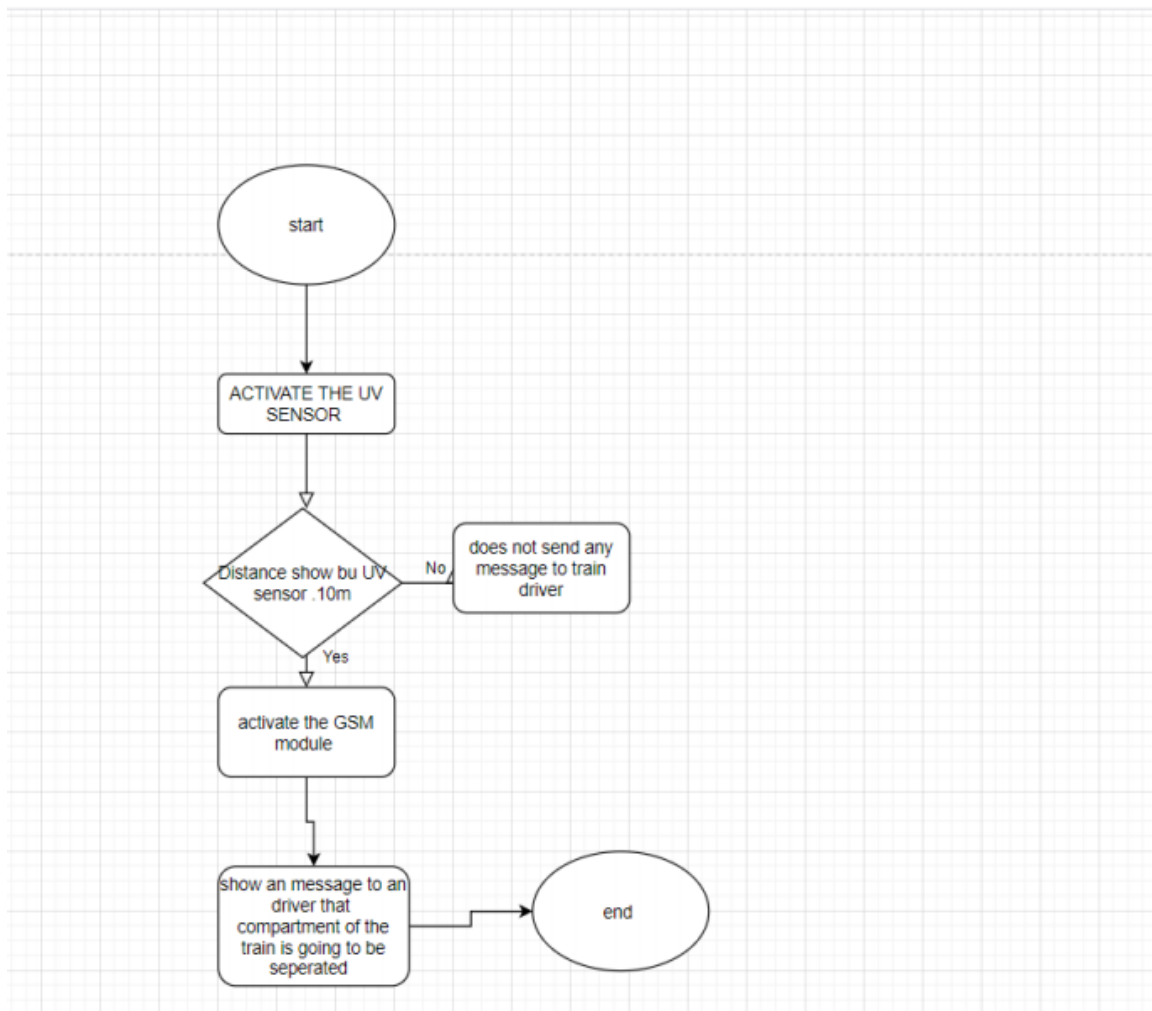 start
ACTIVATE THE UV
SENSOR
Distance show bu UV
sensor .10m
No
does not send any
message to train
driver
Yes
activate the GSM
module
show an message to an
driver that
compartment of the
train is going to be
seperated
end